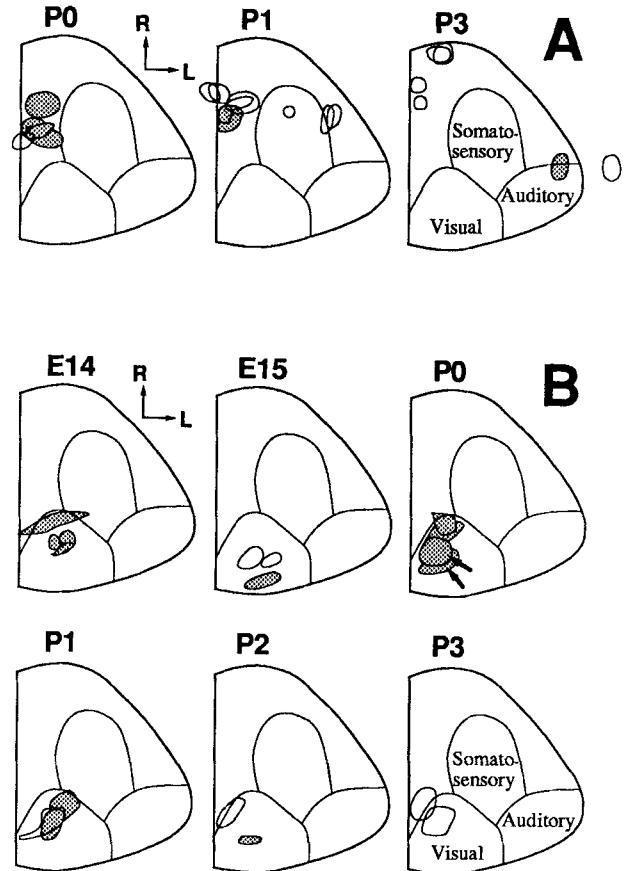 P0
P1
P3
A
R
L
Somato-
sensory
Auditory
Visual
E14
E15
P0
B
R
L
P1
P2
P3
Somato-
sensory
Auditory
Visual